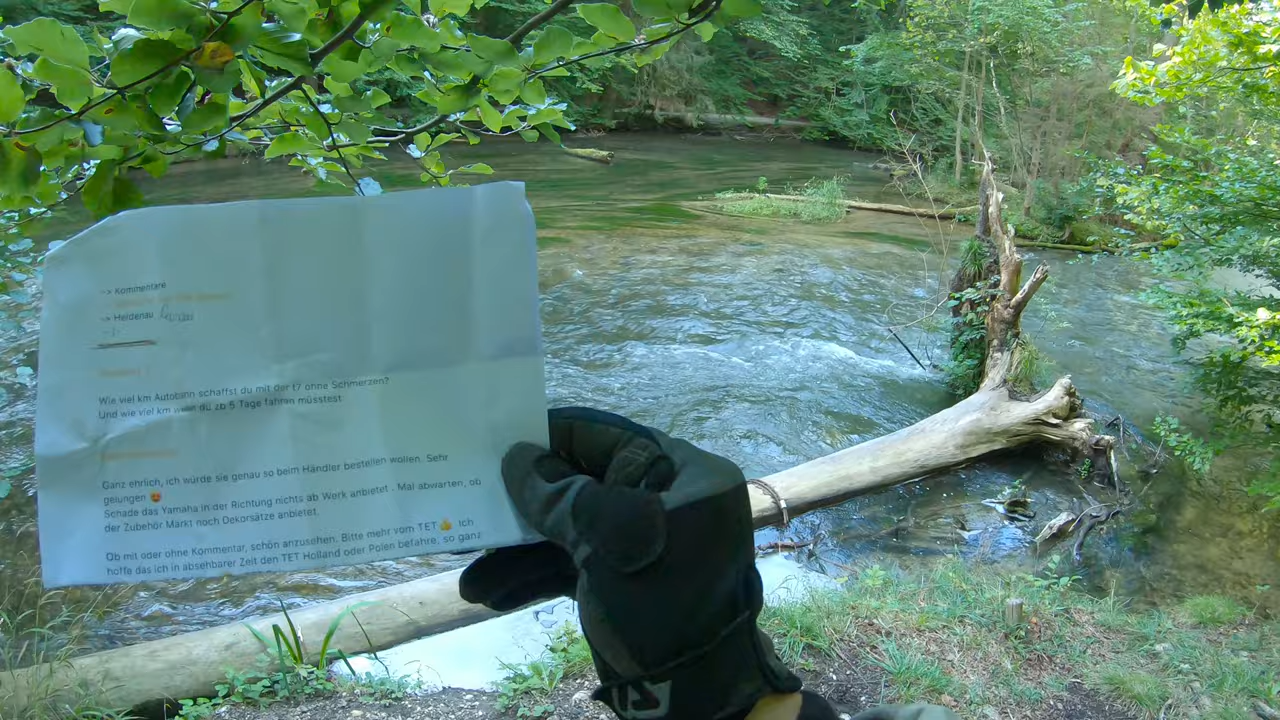 ~> Kommentare
~> Heidenau
Wie viel km Autobahn schaffst du mit der t7 ohne Schmerzen?
Und wie viel km wenn du zb 5 Tage fahren müsstest
Ganz ehrlich, ich würde sie genau so beim Händler bestellen wollen. Sehr
gelungen 😍
Schade das Yamaha in der Richtung nichts ab Werk anbietet . Mal abwarten, ob
der Zubehör Markt noch Dekorsätze anbietet.
Ob mit oder ohne Kommentar, schön anzusehen. Bitte mehr vom TET 👍 Ich
hoffe das ich in absehbarer Zeit den TET Holland oder Polen befahre, so ganz